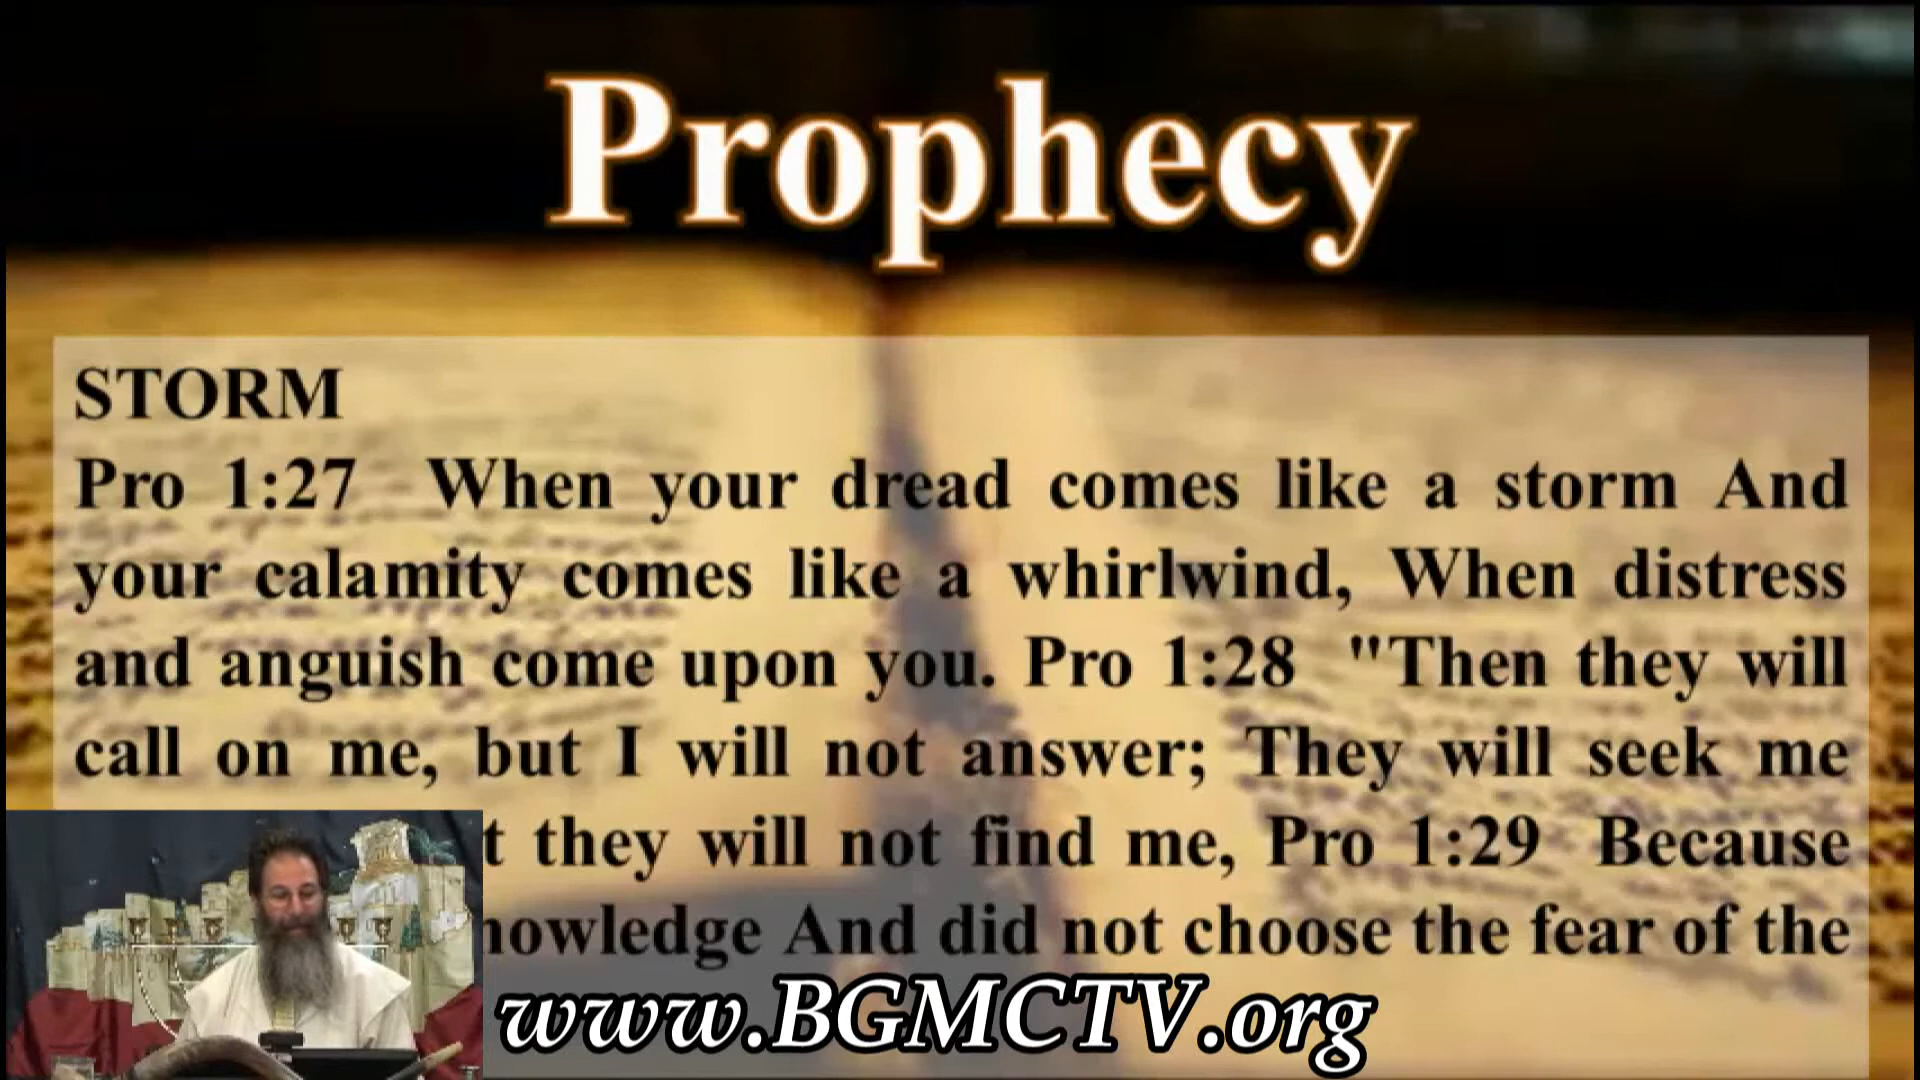 Prophecy
STORM
Pro 1:27 When your dread comes like a storm And
your calamity comes like a whirlwind, When distress
and anguish come upon you. Pro 1:28 "Then they will
call on me, but I will not answer; They will seek me
they will not find me, Pro 1:29 Because
And did not choose the fear of the
www.BGMCTV.org